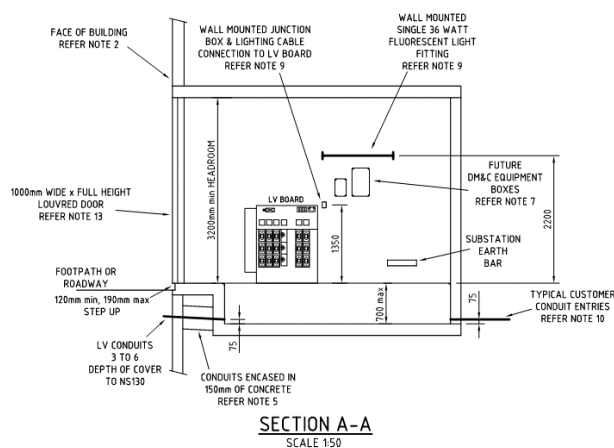 FACE OF BUILDING
REFER NOTE 2
WALL MOUNTED JUNCTION
BOX & LIGHTING CABLE
CONNECTION TO LV BOARD
REFER NOTE 9
WALL MOUNTED
SINGLE 36 WATT
FLUORESCENT LIGHT
FITTING
REFER NOTE 9
1000mm WIDE x FULL HEIGHT
LOUVRED DOOR
REFER NOTE 13
3200mm min HEADROOM
LV BOARD
1350
FUTURE
DM&C EQUIPMENT
BOXES
REFER NOTE 7
2200
SUBSTATION
EARTH
BAR
FOOTPATH OR
ROADWAY
120mm min, 190mm max
STEP UP
700 max
75
TYPICAL CUSTOMER
CONDUIT ENTRIES
REFER NOTE 10
LV CONDUITS
3 TO 6
DEPTH OF COVER
TO NS130
75
CONDUITS ENCASED IN
150mm OF CONCRETE
REFER NOTE 5
SECTION A-A
SCALE 1:50